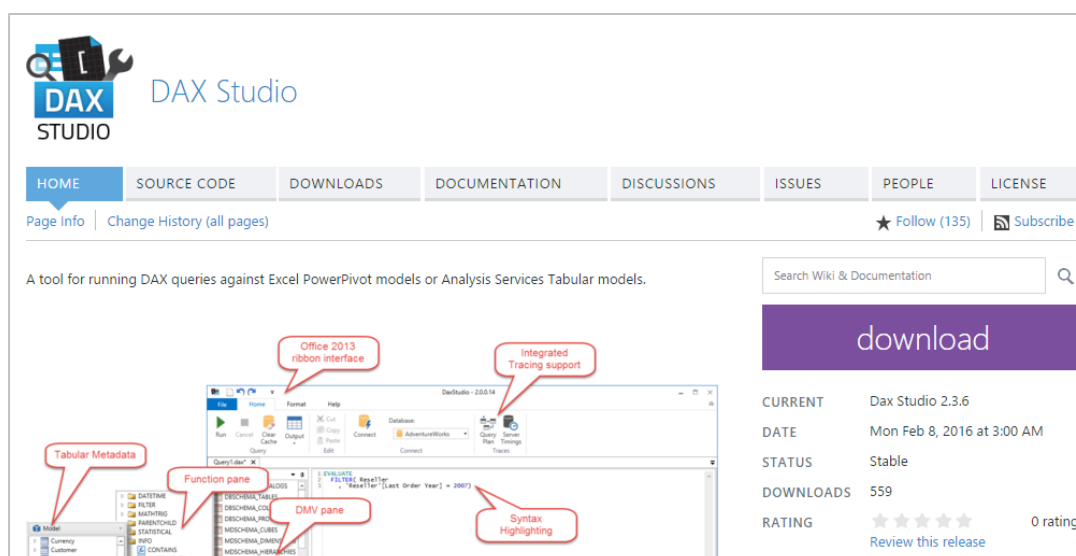 DAX
STUDIO
DAX Studio
HOME SOURCE CODE DOWNLOADS DOCUMENTATION DISCUSSIONS ISSUES PEOPLE LICENSE
Page Info Change History (all pages) Follow (135) Subscribe
A tool for running DAX queries against Excel PowerPivot models or Analysis Services Tabular models.
Search Wiki & Documentation
download
CURRENT Dax Studio 2.3.6
DATE Mon Feb 8, 2016 at 3:00 AM
STATUS Stable
DOWNLOADS 559
RATING 0 rating
Review this release
Office 2013
ribbon interface
Integrated
Tracing support
DaxStudio - 2.0.0.14
File Home Format Help
Run Cancel Clear Cache Output Cut Copy Paste Connect Database: AdventureWorks Query Plan Server Timings
Query Edit Connect Traces
Query1.dax* X
Tabular Metadata
Function pane
DMV pane
Syntax
Highlighting
1 EVALUATE
2 FILTER( Reseller
3 , 'Reseller'[Last Order Year] = 2007)
DATETIME
FILTER
MATHTRIG
PARENTCHILD
STATISTICAL
INFO
CONTAINS
Model
Currency
Customer
DBSCHEMA_TABLES
MDSCHEMA_CUBES